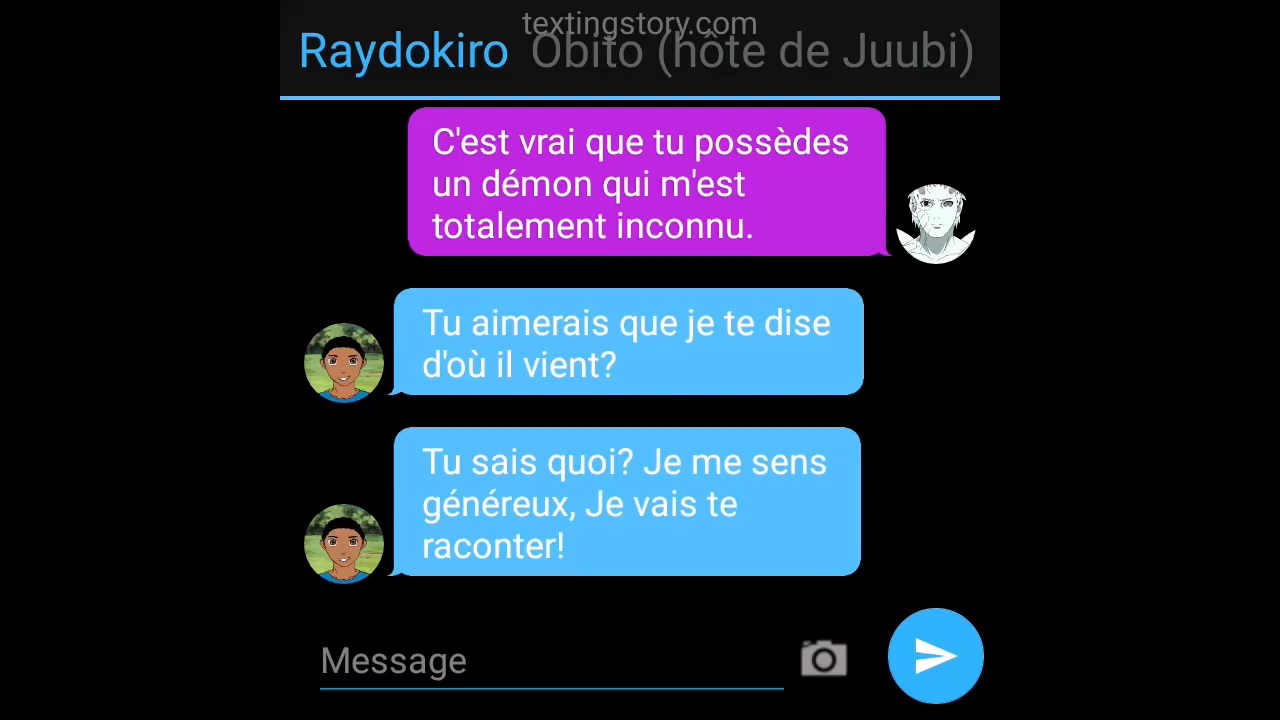 textingstory.com
Raydokiro Obito (hôte de Juubi)
C'est vrai que tu possèdes
un démon qui m'est
totalement inconnu.
Tu aimerais que je te dise
d'où il vient?
Tu sais quoi? Je me sens
généreux, Je vais te
raconter!
Message